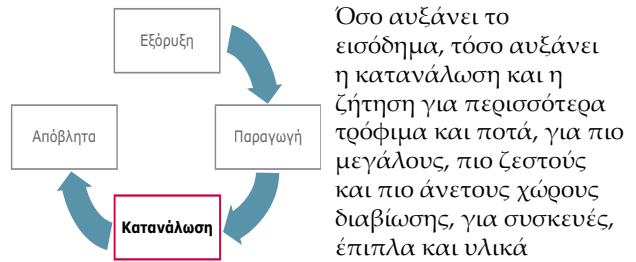 Εξόρυξη
Παραγωγή
Κατανάλωση
Απόβλητα
Όσο αυξάνει το
εισόδημα, τόσο αυξάνει
η κατανάλωση και η
ζήτηση για περισσότερα
τρόφιμα και ποτά, για πιο
μεγάλους, πιο ζεστούς
και πιο άνετους χώρους
διαβίωσης, για συσκευές,
έπιπλα και υλικά